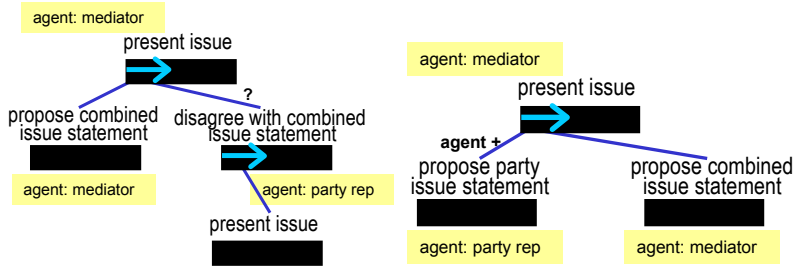 agent: mediator
present issue
?
propose combined
issue statement
disagree with combined
issue statement
agent: mediator
agent: party rep
present issue
agent: mediator
present issue
agent +
propose party
issue statement
propose combined
issue statement
agent: party rep
agent: mediator